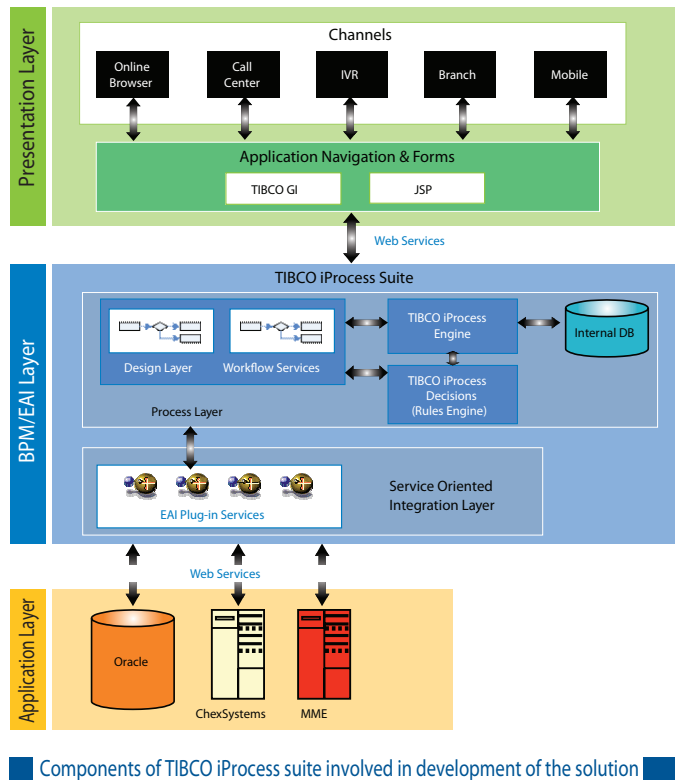 Presentation Layer
Channels
Online
Browser
Call
Center
IVR
Branch
Mobile
Application Navigation & Forms
TIBCO GI
JSP
Web Services
BPM/EAI Layer
TIBCO iProcess Suite
Design Layer
Workflow Services
TIBCO iProcess
Engine
Internal DB
TIBCO iProcess
Decisions
(Rules Engine)
Process Layer
EAI Plug-in Services
Service Oriented
Integration Layer
Web Services
Application Layer
Oracle
ChexSystems
MME
Components of TIBCO iProcess suite involved in development of the solution